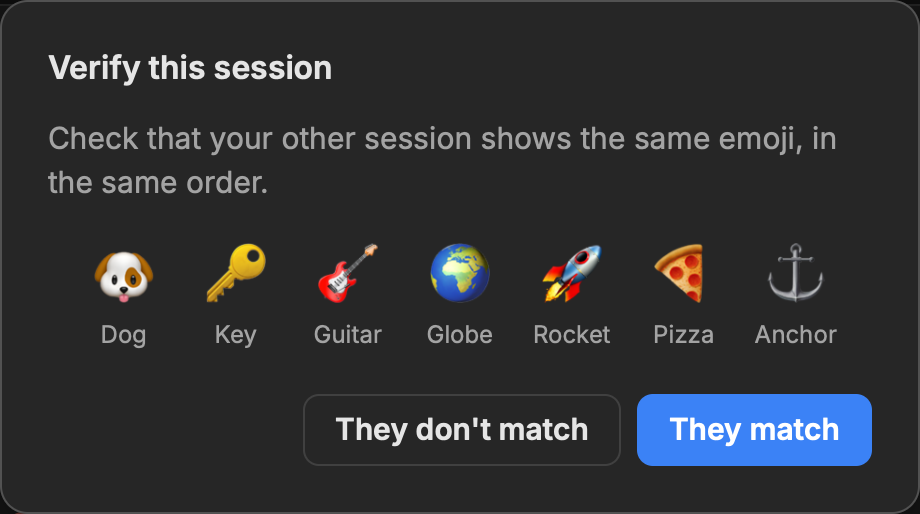 Verify this session
Check that your other session shows the same emoji, in
the same order.
Dog Key Guitar Globe Rocket Pizza Anchor
They don't match They match